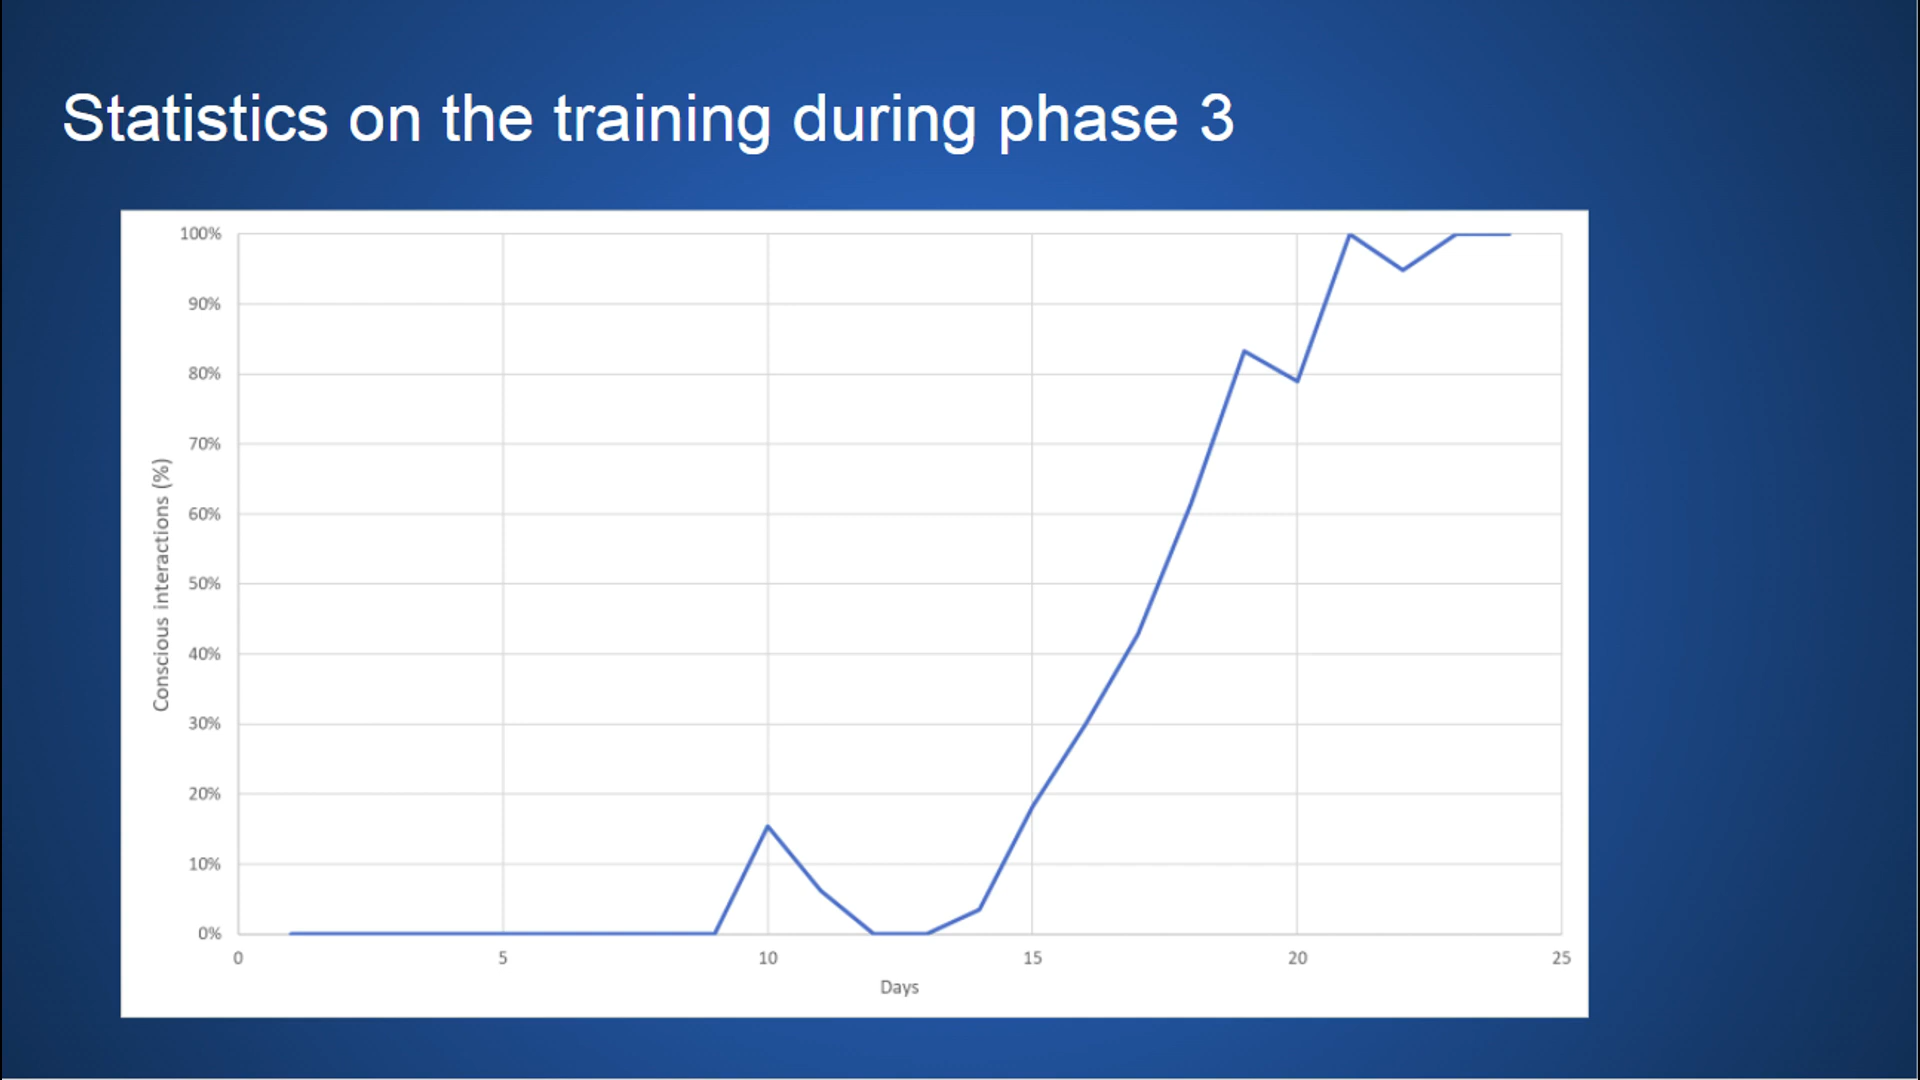 Statistics on the training during phase 3
100%
90%
80%
70%
60%
50%
40%
30%
20%
10%
0%
Conscious interactions (%)
0 5 10 15 20 25
Days